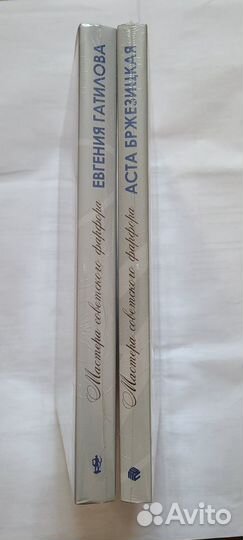 Мастера советского фарфора ЕВГЕНИЯ ГАТИЛОВА
Мастера советского фарфора АСТА БРЖЕЗИЦКАЯ
Avito